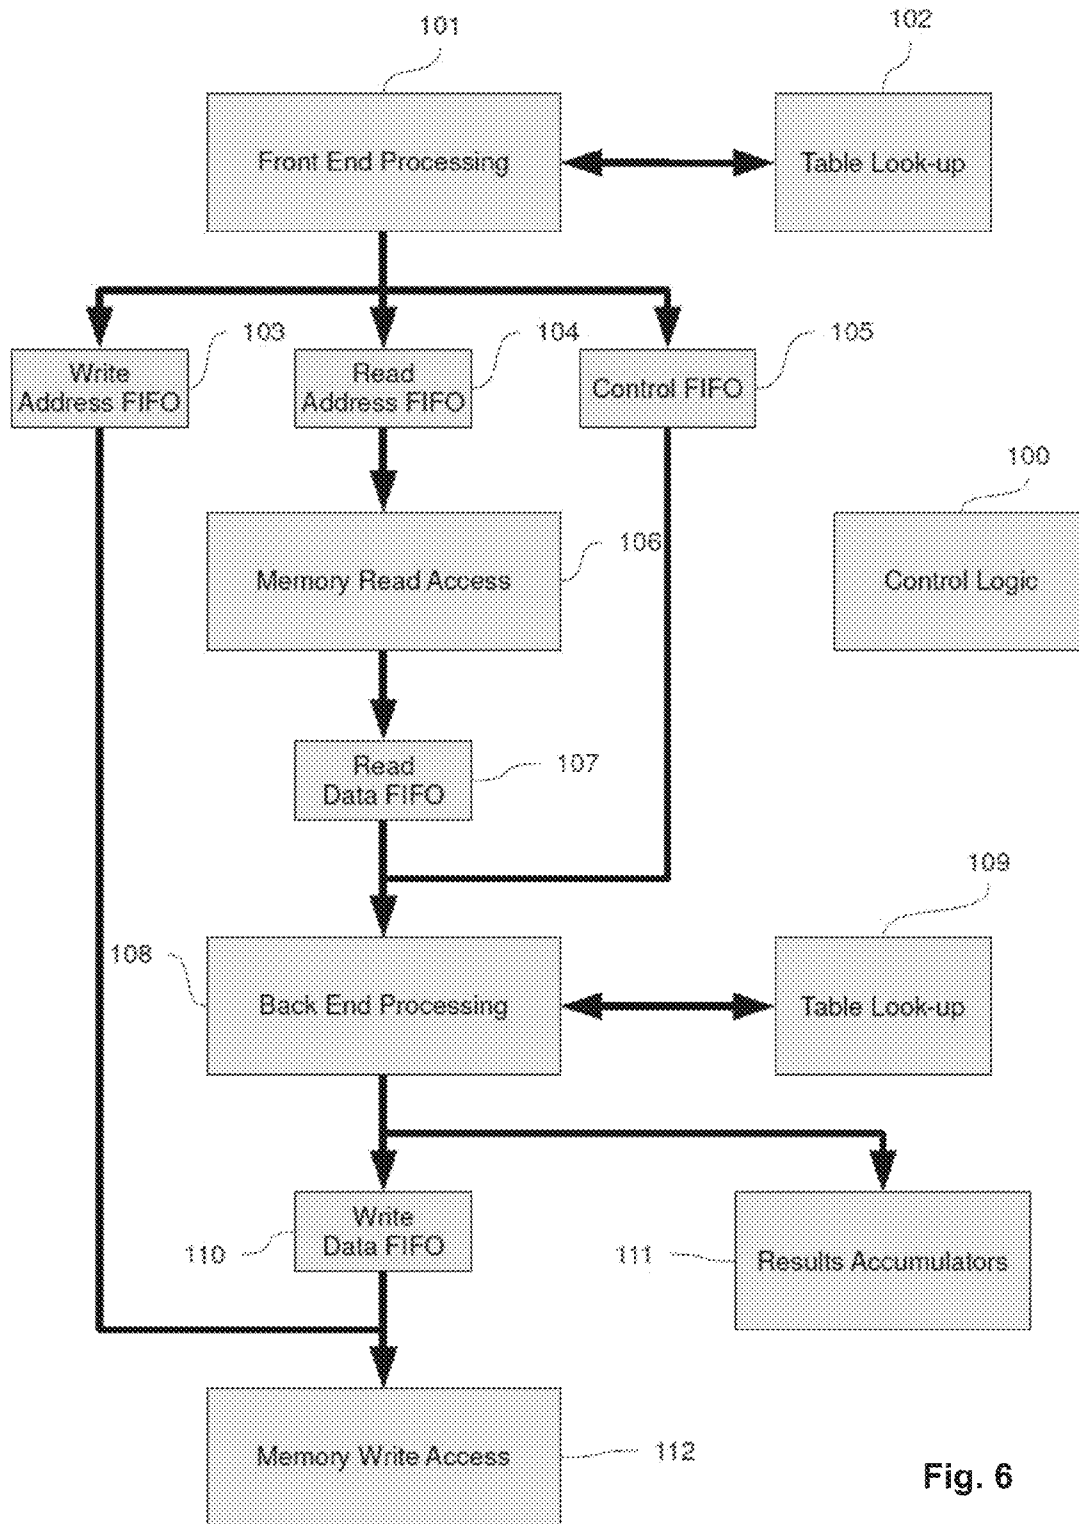 101
102
Front End Processing
Table Look-up
103
104
105
Write
Address FIFO
Read
Address FIFO
Control FIFO
100
106
Memory Read Access
Control Logic
107
Read
Data FIFO
109
108
Back End Processing
Table Look-up
Write
Data FIFO
110
111
Results Accumulators
Memory Write Access
112
Fig. 6